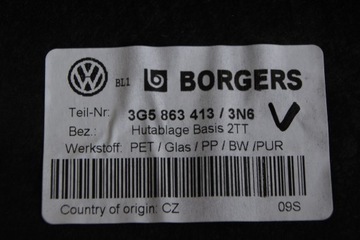 BL1 BORGERS
Teil-Nr: 3G5 863 413 / 3N6
Bez.: Hutablage Basis 2TT
Werkstoff: PET / Glas / PP / BW /PUR
Country of origin: CZ 09S